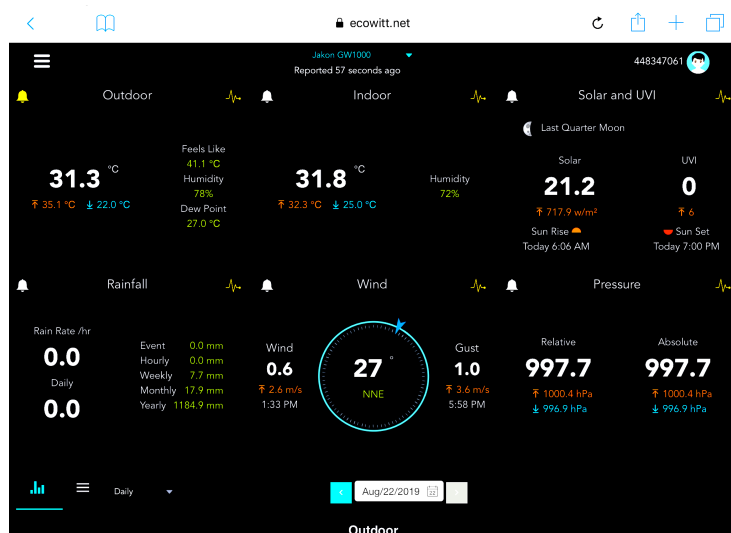 ecowitt.net
Jakon GW1000
Reported 57 seconds ago
448347061
Outdoor
31.3 °C
35.1 °C 22.0 °C
Feels Like
41.1 °C
Humidity
78%
Dew Point
27.0 °C
Indoor
31.8 °C
32.3 °C 25.0 °C
Humidity
72%
Solar and UVI
Last Quarter Moon
Solar
21.2
717.9 w/m²
UVI
0
6
Sun Rise
Today 6:06 AM
Sun Set
Today 7:00 PM
Rainfall
Rain Rate /hr
0.0
Daily
0.0
Event 0.0 mm
Hourly 0.0 mm
Weekly 7.7 mm
Monthly 17.9 mm
Yearly 1184.9 mm
Wind
Wind
0.6
2.6 m/s
1:33 PM
27 °
NNE
Gust
1.0
3.6 m/s
5:58 PM
Pressure
Relative
997.7
1000.4 hPa
996.9 hPa
Absolute
997.7
1000.4 hPa
996.9 hPa
Daily
Aug/22/2019
Outdoor